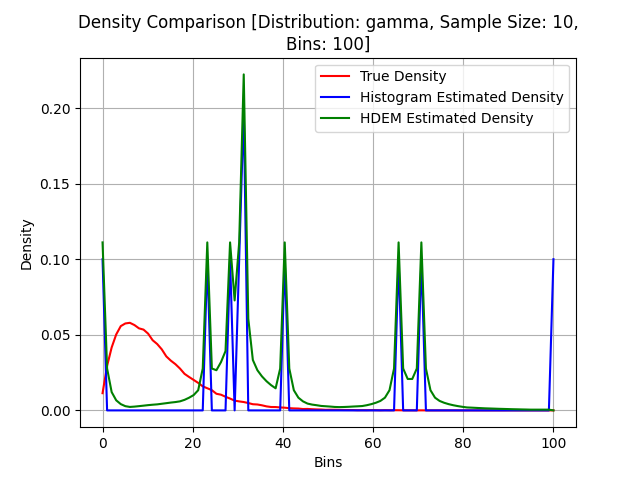 Density Comparison [Distribution: gamma, Sample Size: 10,
Bins: 100]
True Density
Histogram Estimated Density
HDEM Estimated Density
Density
0.20
0.15
0.10
0.05
0.00
0 20 40 60 80 100
Bins